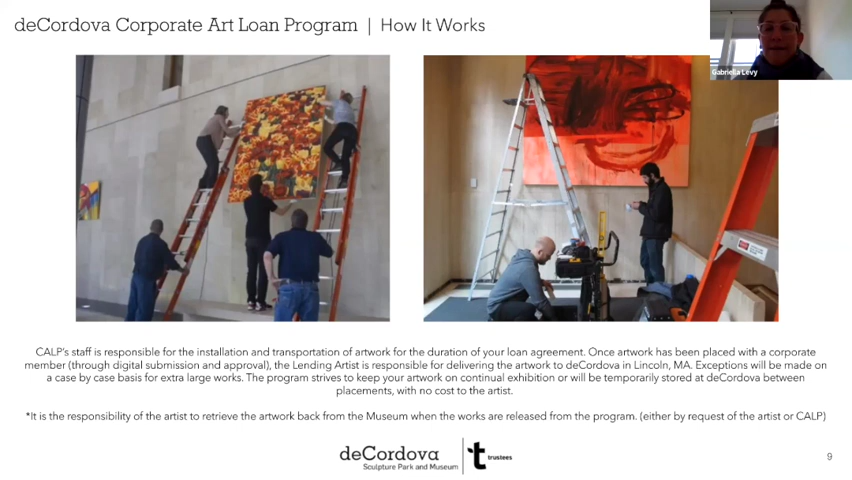 deCordova Corporate Art Loan Program | How It Works
Gabriella Levy
CALP's staff is responsible for the installation and transportation of artwork for the duration of your loan agreement. Once artwork has been placed with a corporate
member (through digital submission and approval), the Lending Artist is responsible for delivering the artwork to deCordova in Lincoln, MA. Exceptions will be made on
a case by case basis for extra large works. The program strives to keep your artwork on continual exhibition or will be temporarily stored at deCordova between
placements, with no cost to the artist.
*It is the responsibility of the artist to retrieve the artwork back from the Museum when the works are released from the program. (either by request of the artist or CALP)
deCordova
Sculpture Park and Museum
trustees
9